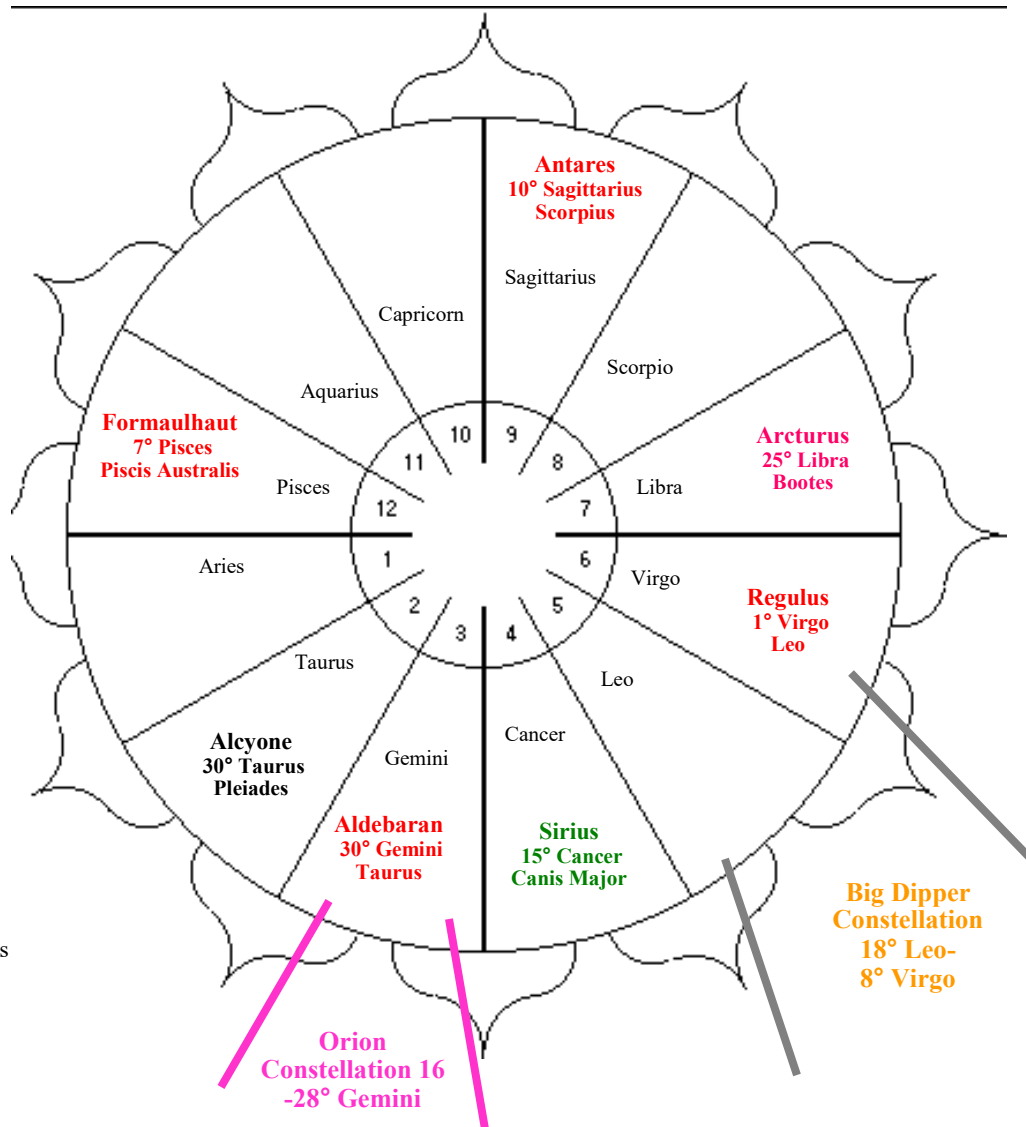 Antares
10° Sagittarius
Scorpius
Sagittarius
Capricorn
Scorpio
Aquarius
Formaulhaut
7° Pisces
Piscis Australis
Arcturus
25° Libra
Bootes
Pisces
Libra
10
9
11
8
12
7
1
6
2
5
3
4
Aries
Virgo
Regulus
1° Virgo
Leo
Taurus
Leo
Alcyone
30° Taurus
Pleiades
Gemini
Cancer
Aldebaran
30° Gemini
Taurus
Sirius
15° Cancer
Canis Major
Big Dipper
Constellation
18° Leo-
8° Virgo
s
Orion
Constellation 16
-28° Gemini